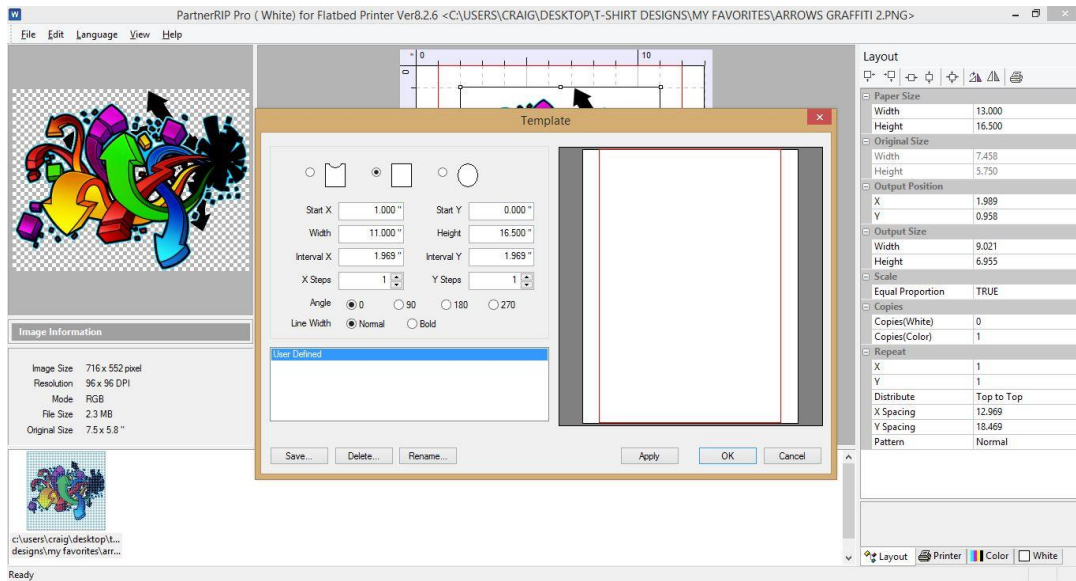 W PartnerRIP Pro ( White) for Flatbed Printer Ver8.2.6 <C:\USERS\CRAIG\DESKTOP\T-SHIRT DESIGNS\MY FAVORITES\ARROWS GRAFFITI 2.PNG>
File Edit Language View Help
0 10
0
Template
Start X 1.000 " Start Y 0.000 "
Width 11.000 " Height 16.500 "
Interval X 1.969 " Interval Y 1.969 "
X Steps 1 Y Steps 1
Angle 0 90 180 270
Line Width Normal Bold
User Defined
Save... Delete... Rename... Apply OK Cancel
Image Information
Image Size 716 x 552 pixel
Resolution 96 x 96 DPI
Mode RGB
File Size 2.3 MB
Original Size 7.5 x 5.8 "
c:\users\craig\desktop\t...
designs\my favorites\arr...
Layout
Paper Size
Width 13.000
Height 16.500
Original Size
Width 7.458
Height 5.750
Output Position
X 1.989
Y 0.958
Output Size
Width 9.021
Height 6.955
Scale
Equal Proportion TRUE
Copies
Copies(White) 0
Copies(Color) 1
Repeat
X 1
Y 1
Distribute Top to Top
X Spacing 12.969
Y Spacing 18.469
Pattern Normal
Layout Printer Color White
Ready